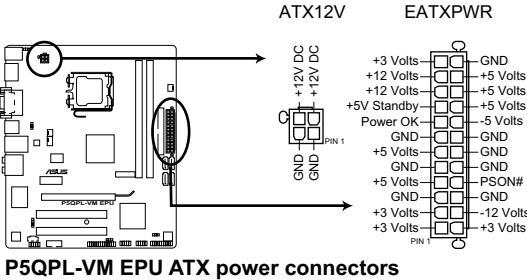 ATX12V
EATXPWR
+12V DC
+12V DC
GND
GND
PIN 1
+3 Volts
GND
+12 Volts
+5 Volts
+12 Volts
+5 Volts
+5V Standby
+5 Volts
Power OK
-5 Volts
GND
GND
+5 Volts
GND
GND
GND
+5 Volts
PSON#
GND
GND
+3 Volts
-12 Volts
+3 Volts
+3 Volts
PIN 1
ASUS
P5QPL-VM EPU
P5QPL-VM EPU ATX power connectors